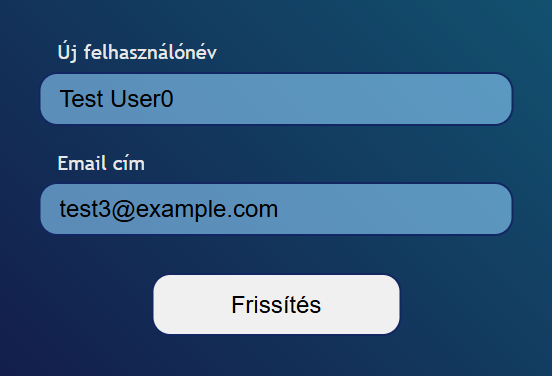 Új felhasználónév
Test User0
Email cím
test3@example.com
Frissítés